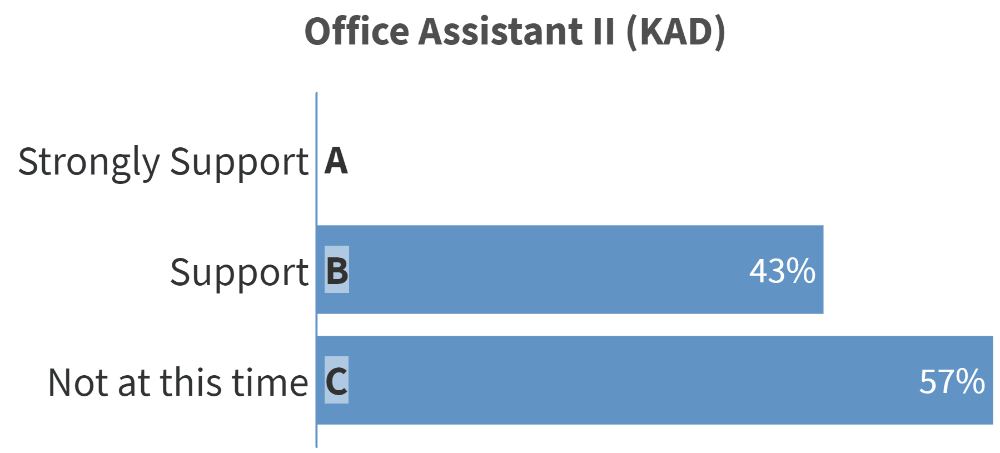 Office Assistant II (KAD)
Strongly Support A
Support B 43%
Not at this time C 57%